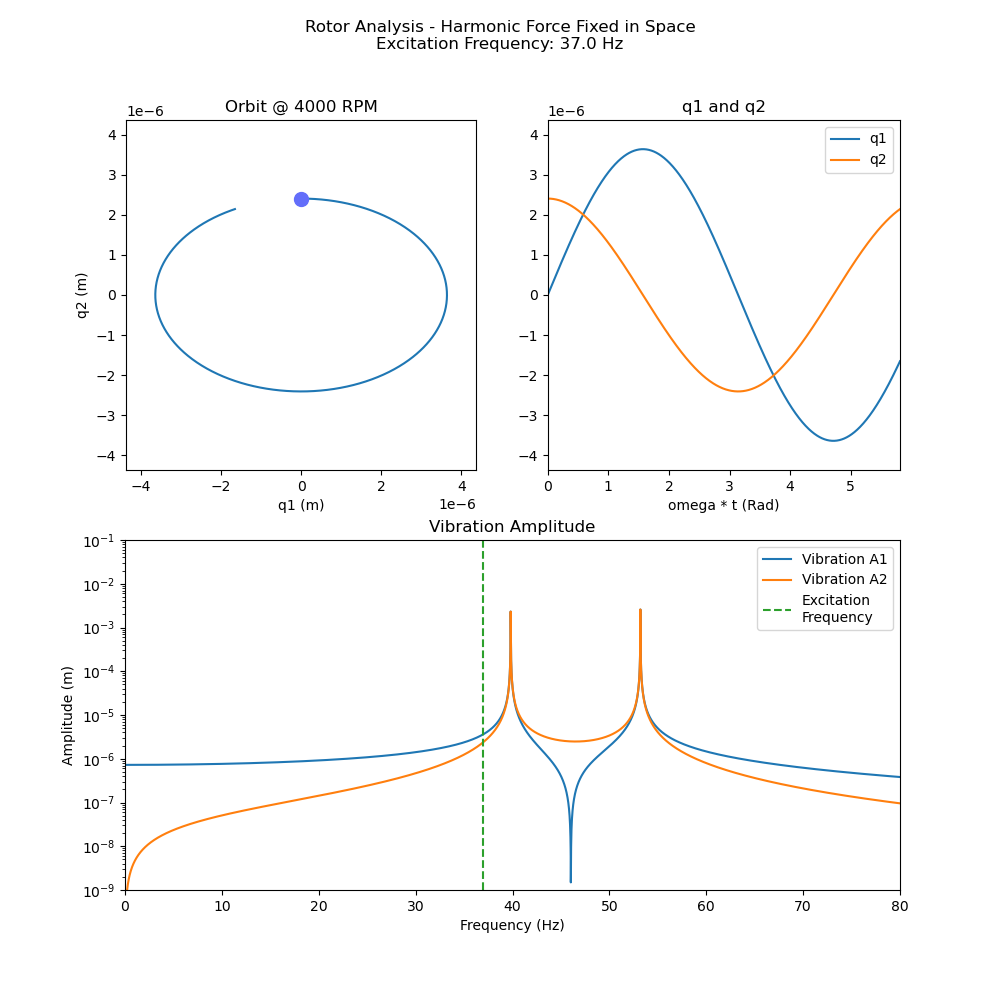 Rotor Analysis - Harmonic Force Fixed in Space
Excitation Frequency: 37.0 Hz
Orbit @ 4000 RPM
1e−6
4
3
2
1
0
−1
−2
−3
−4
q2 (m)
−4 −2 0 2 4
1e−6
q1 (m)
q1 and q2
1e−6
4
3
2
1
0
−1
−2
−3
−4
q1
q2
0 1 2 3 4 5
omega * t (Rad)
Vibration Amplitude
10⁻¹
10⁻²
10⁻³
10⁻⁴
10⁻⁵
10⁻⁶
10⁻⁷
10⁻⁸
10⁻⁹
Amplitude (m)
Vibration A1
Vibration A2
Excitation
Frequency
0 10 20 30 40 50 60 70 80
Frequency (Hz)